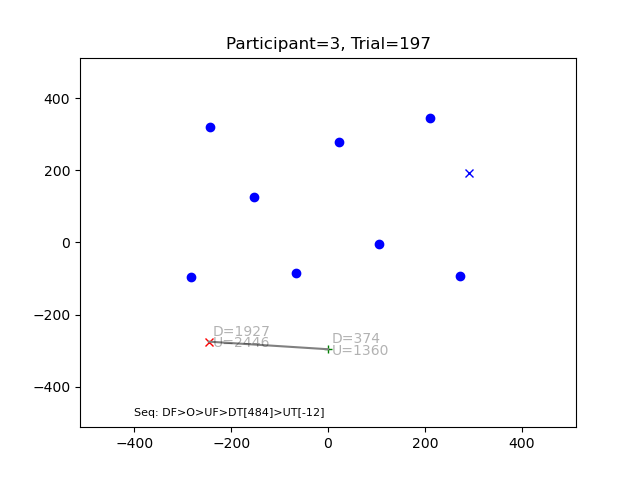 Participant=3, Trial=197
400
200
0
−200
−400
D=1927
U=2446
D=374
U=1360
Seq: DF>O>UF>DT[484]>UT[-12]
−400
−200
0
200
400